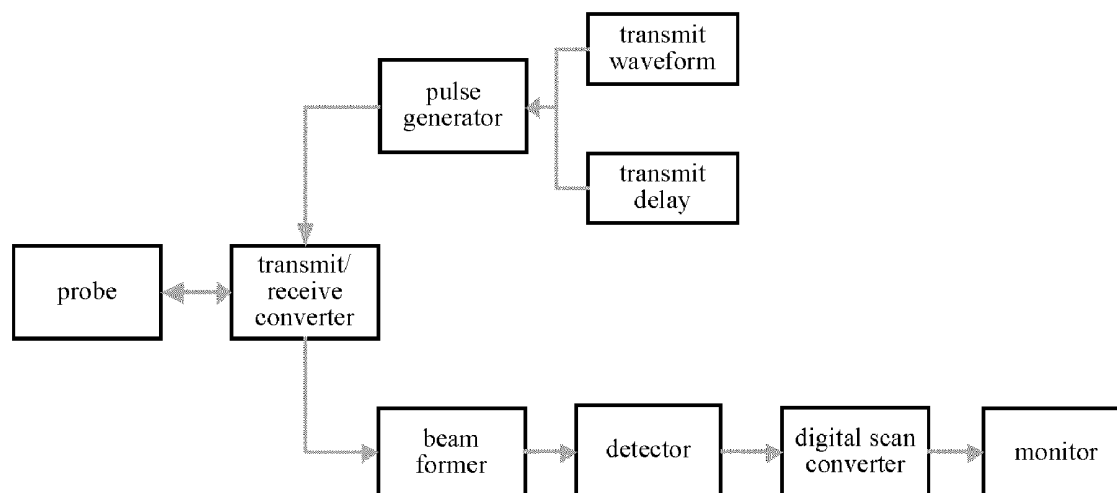 transmit
waveform
pulse
generator
transmit
delay
probe
transmit/
receive
converter
beam
former
detector
digital scan
converter
monitor